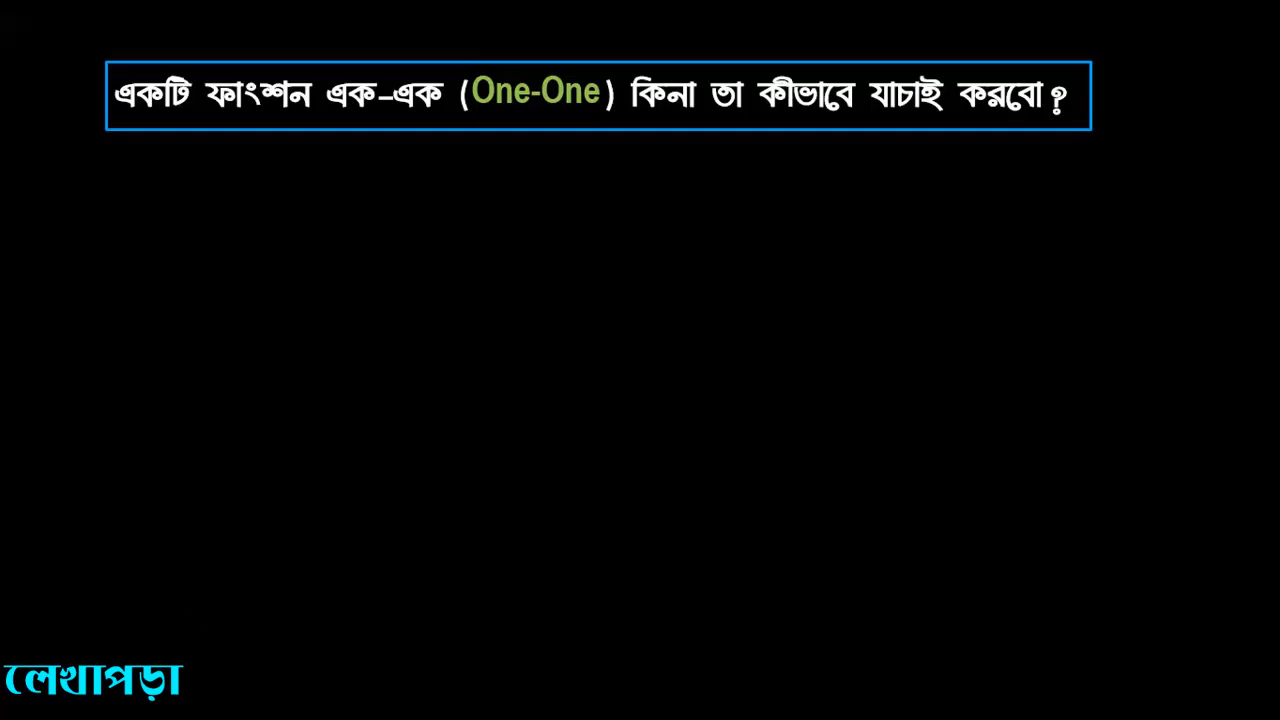 একটি ফাংশন এক-এক (One-One) কিনা তা কীভাবে যাচাই করবো?
লেখাপড়া